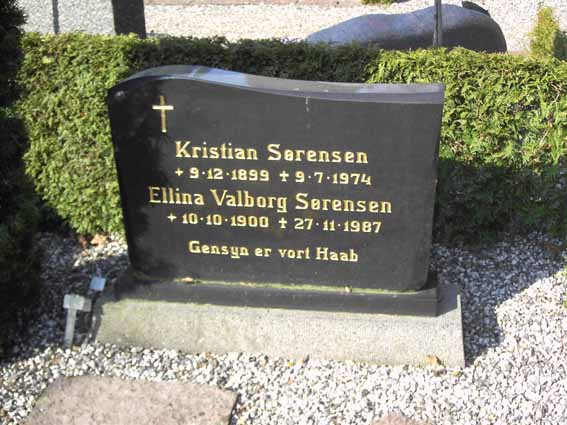 Kristian Sørensen
+ 9·12·1899 ✝ 9·7·1974
Ellina Valborg Sørensen
+ 10·10·1900 ✝ 27·11·1987
Gensyn er vort Haab